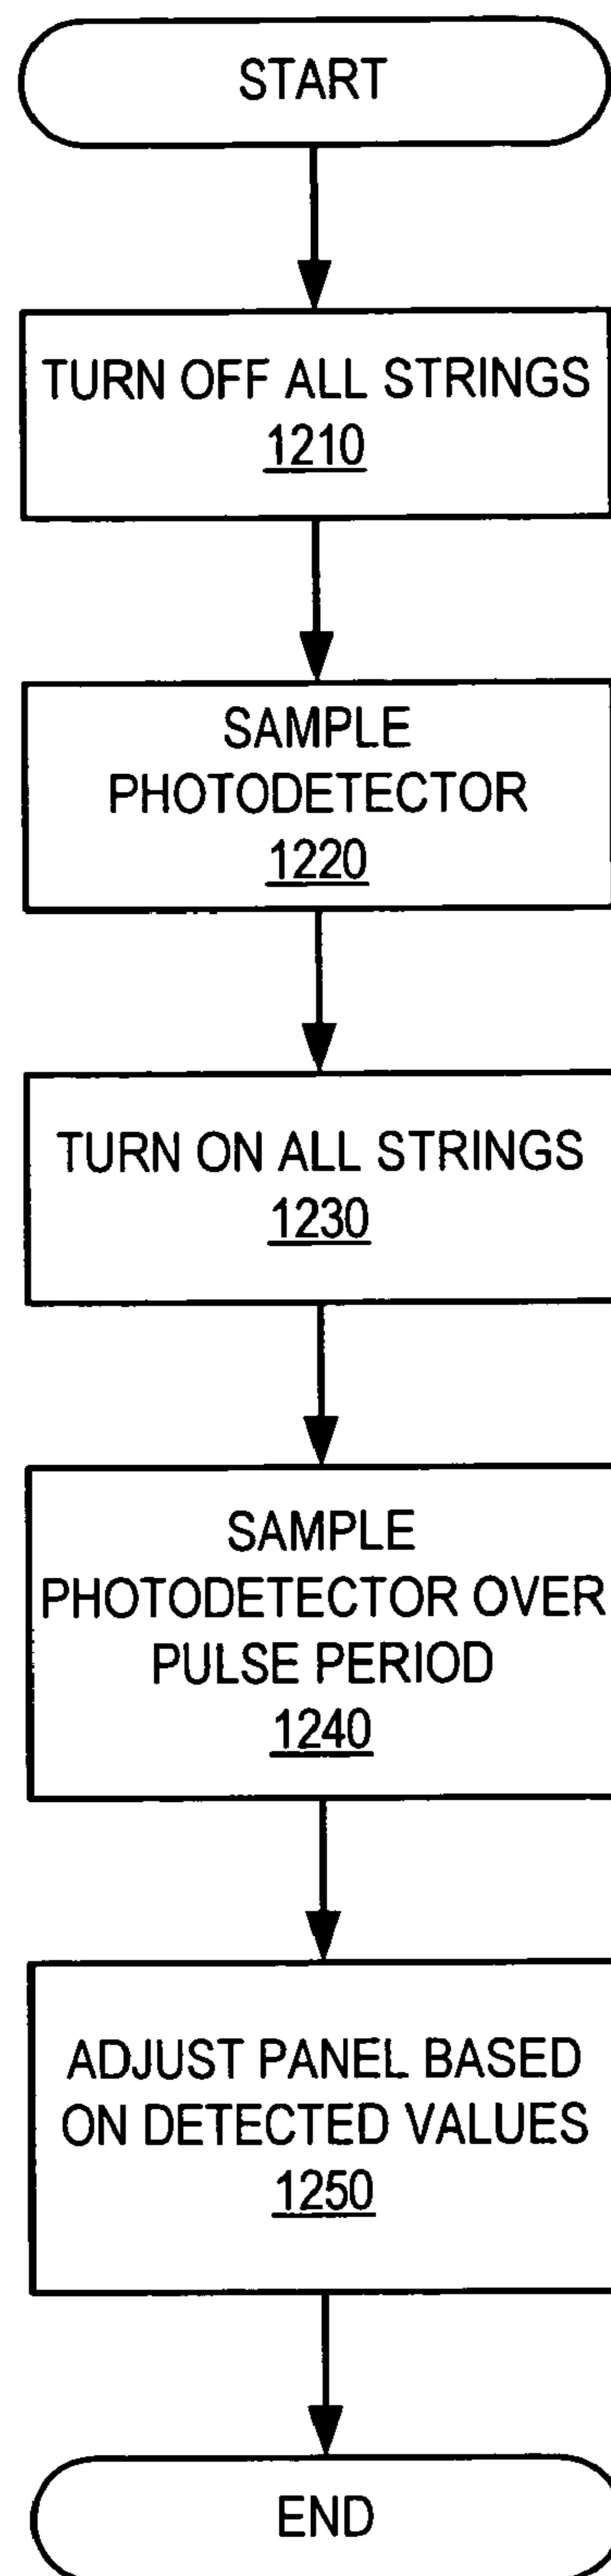 START
TURN OFF ALL STRINGS
1210
SAMPLE
PHOTODETECTOR
1220
TURN ON ALL STRINGS
1230
SAMPLE
PHOTODETECTOR OVER
PULSE PERIOD
1240
ADJUST PANEL BASED
ON DETECTED VALUES
1250
END